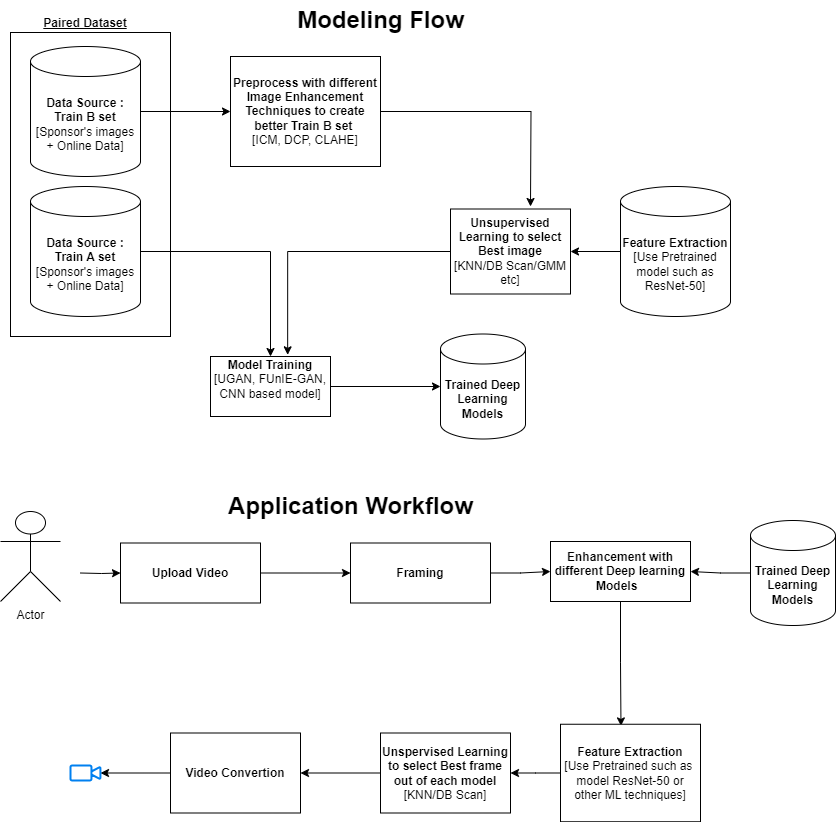 Modeling Flow
Paired Dataset
Data Source :
Train B set
[Sponsor's images
+ Online Data]
Preprocess with different
Image Enhancement
Techniques to create
better Train B set
[ICM, DCP, CLAHE]
Data Source :
Train A set
[Sponsor's images
+ Online Data]
Unsupervised
Learning to select
Best image
[KNN/DB Scan/GMM
etc]
Feature Extraction
[Use Pretrained
model such as
ResNet-50]
Model Training
[UGAN, FUnIE-GAN,
CNN based model]
Trained Deep
Learning
Models
Application Workflow
Actor
Upload Video
Framing
Enhancement with
different Deep learning
Models
Trained Deep
Learning
Models
Video Convertion
Unspervised Learning
to select Best frame
out of each model
[KNN/DB Scan]
Feature Extraction
[Use Pretrained such as
model ResNet-50 or
other ML techniques]